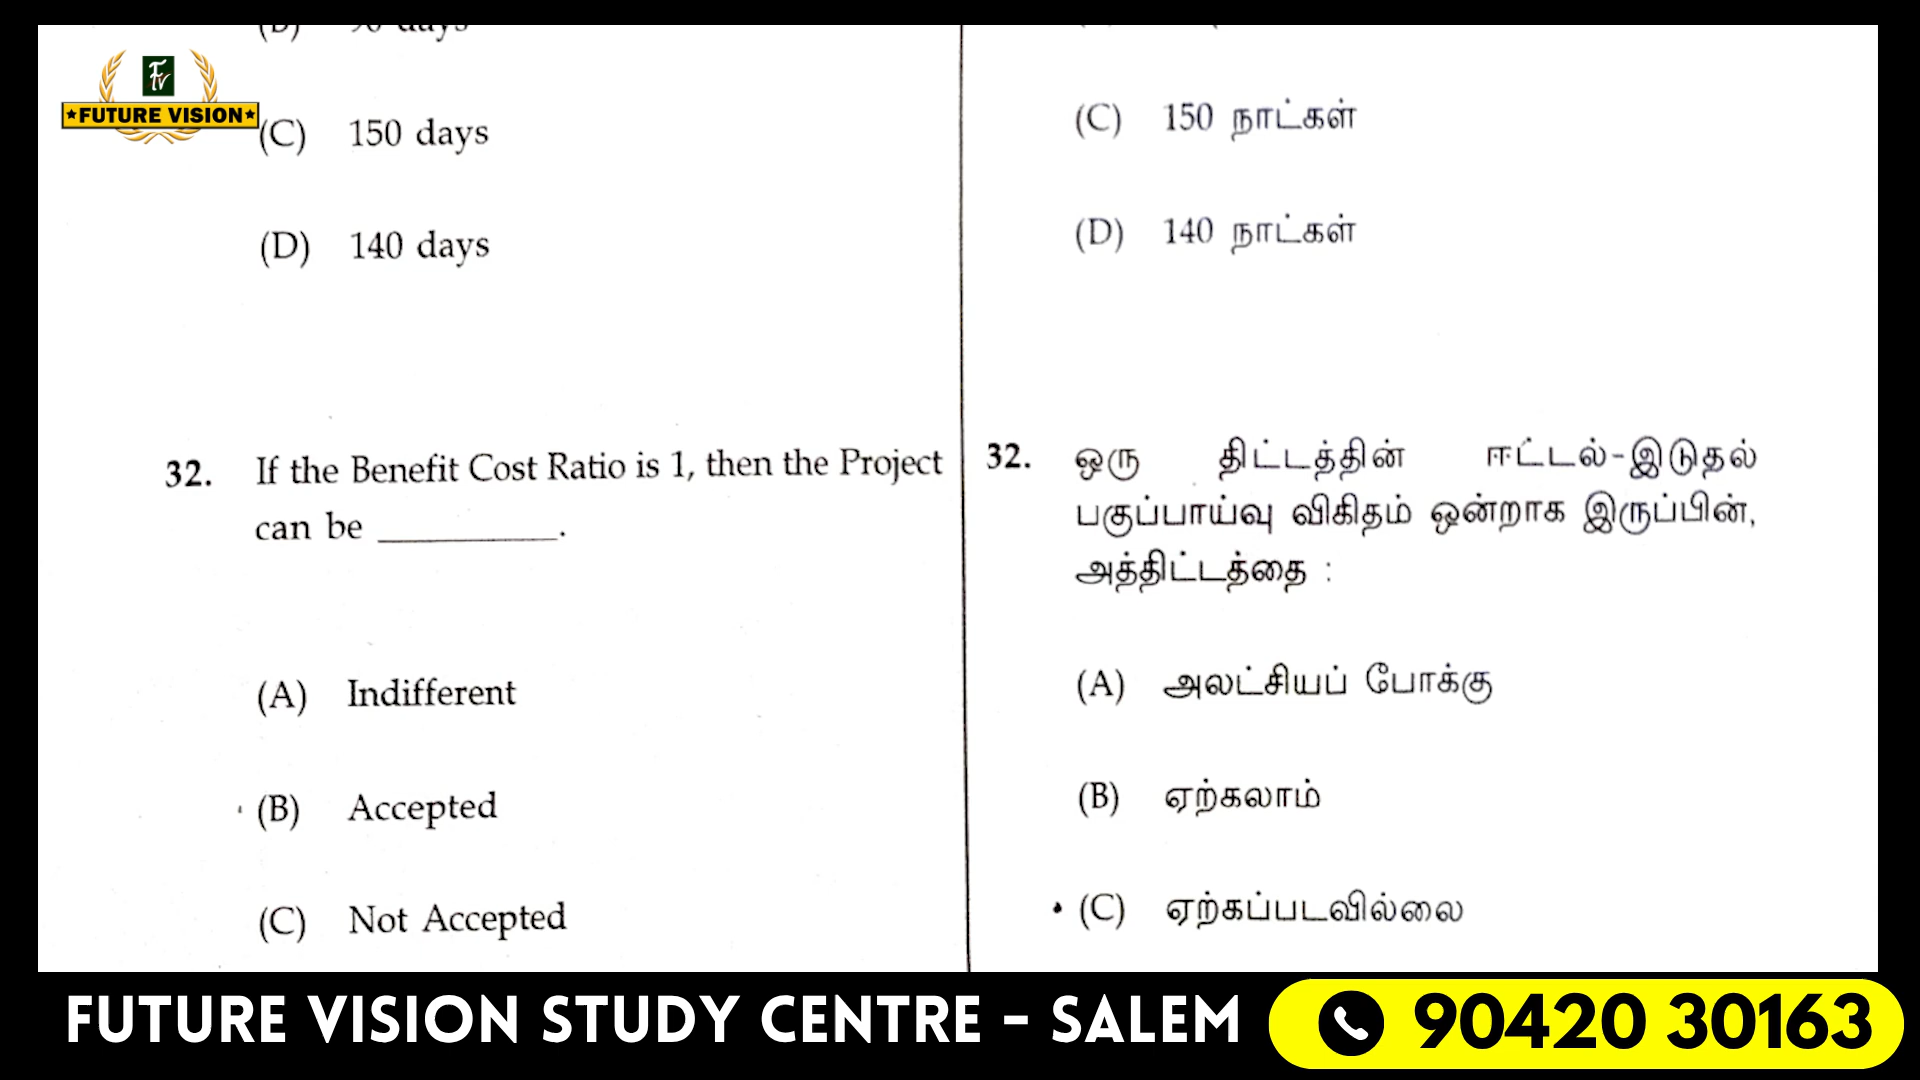 (B) 90 days
FUTURE VISION
(C) 150 days
(D) 140 days
32. If the Benefit Cost Ratio is 1, then the Project
can be __________.
(A) Indifferent
(B) Accepted
(C) Not Accepted
(C) 150 நாட்கள்
(D) 140 நாட்கள்
32. ஒரு திட்டத்தின் ஈட்டல்-இடுதல்
பகுப்பாய்வு விகிதம் ஒன்றாக இருப்பின்,
அத்திட்டத்தை :
(A) அலட்சியப் போக்கு
(B) ஏற்கலாம்
(C) ஏற்கப்படவில்லை
FUTURE VISION STUDY CENTRE - SALEM
90420 30163